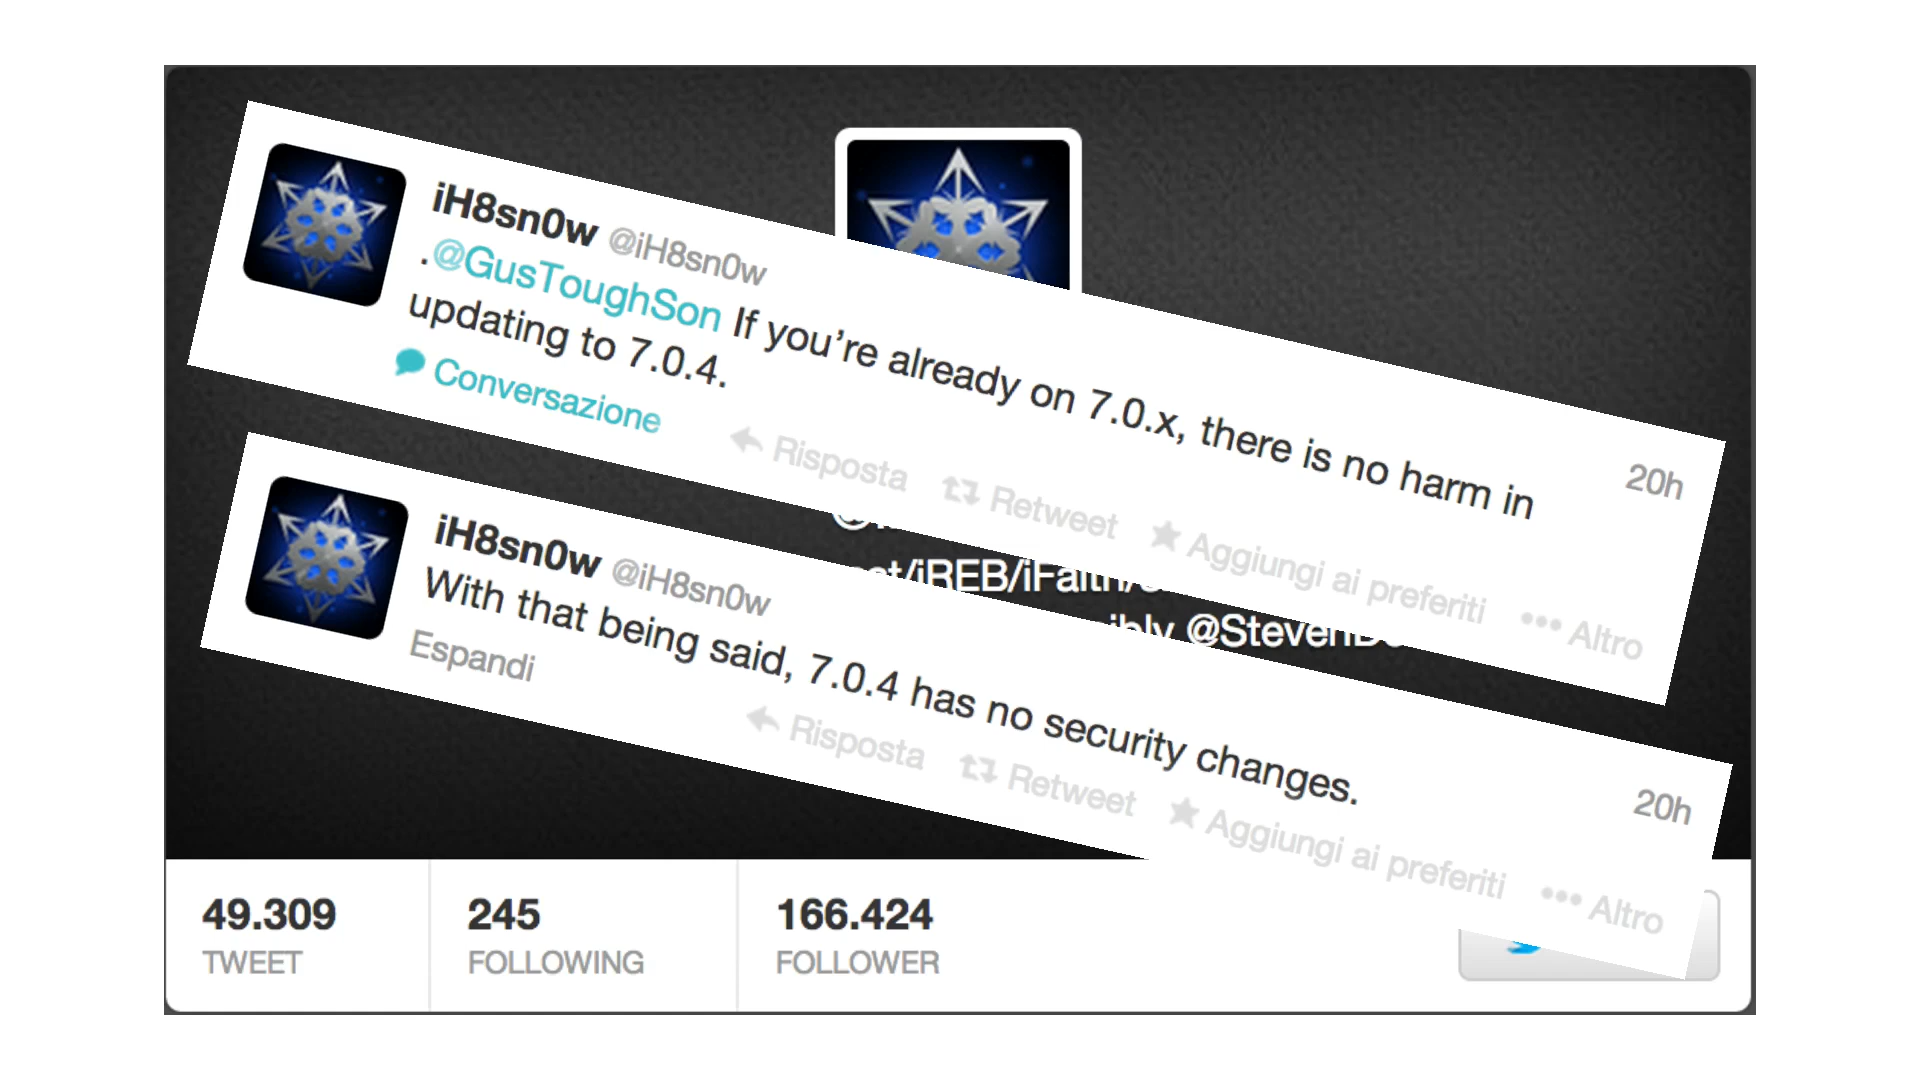 iH8sn0w @iH8sn0w
20h
.@GusToughSon If you’re already on 7.0.x, there is no harm in
updating to 7.0.4.
Conversazione
Risposta Retweet Aggiungi ai preferiti ••• Altro
/iREB/iFaith/
@Steven
iH8sn0w @iH8sn0w
20h
With that being said, 7.0.4 has no security changes.
Espandi
Risposta Retweet Aggiungi ai preferiti ••• Altro
49.309
TWEET
245
FOLLOWING
166.424
FOLLOWER